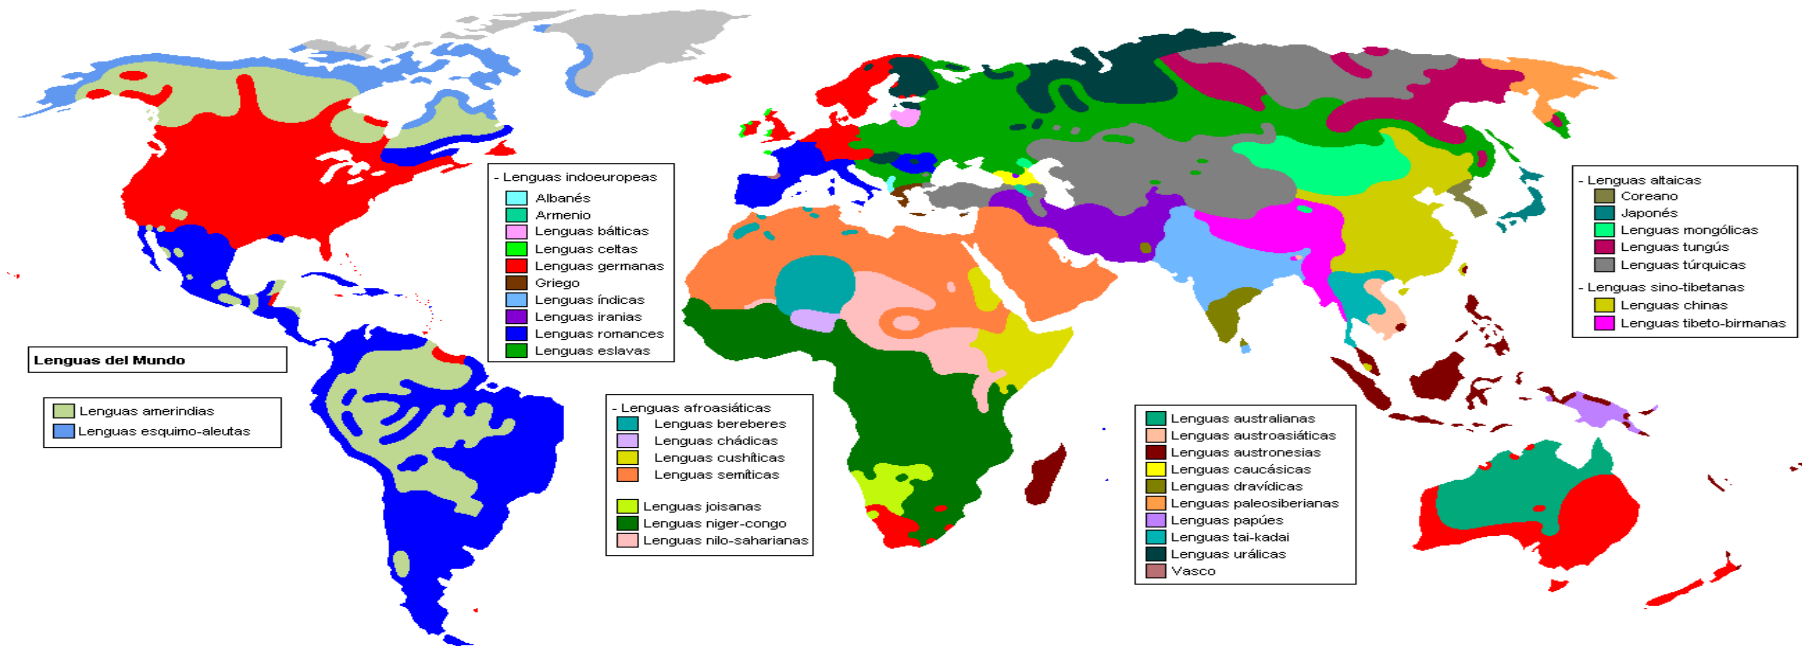 - Lenguas indoeuropeas
Albanés
Armenio
Lenguas bálticas
Lenguas celtas
Lenguas germanas
Griego
Lenguas índicas
Lenguas iranias
Lenguas romances
Lenguas eslavas
- Lenguas altaicas
Coreano
Japonés
Lenguas mongólicas
Lenguas tungús
Lenguas túrquicas
- Lenguas sino-tibetanas
Lenguas chinas
Lenguas tibeto-birmanas
Lenguas del Mundo
Lenguas amerindias
Lenguas esquimo-aleutas
- Lenguas afroasiáticas
Lenguas bereberes
Lenguas chádicas
Lenguas cushíticas
Lenguas semíticas
Lenguas joisanas
Lenguas niger-congo
Lenguas nilo-saharianas
Lenguas australianas
Lenguas austroasiáticas
Lenguas austronesias
Lenguas caucásicas
Lenguas dravídicas
Lenguas paleosiberianas
Lenguas papúes
Lenguas tai-kadai
Lenguas urálicas
Vasco